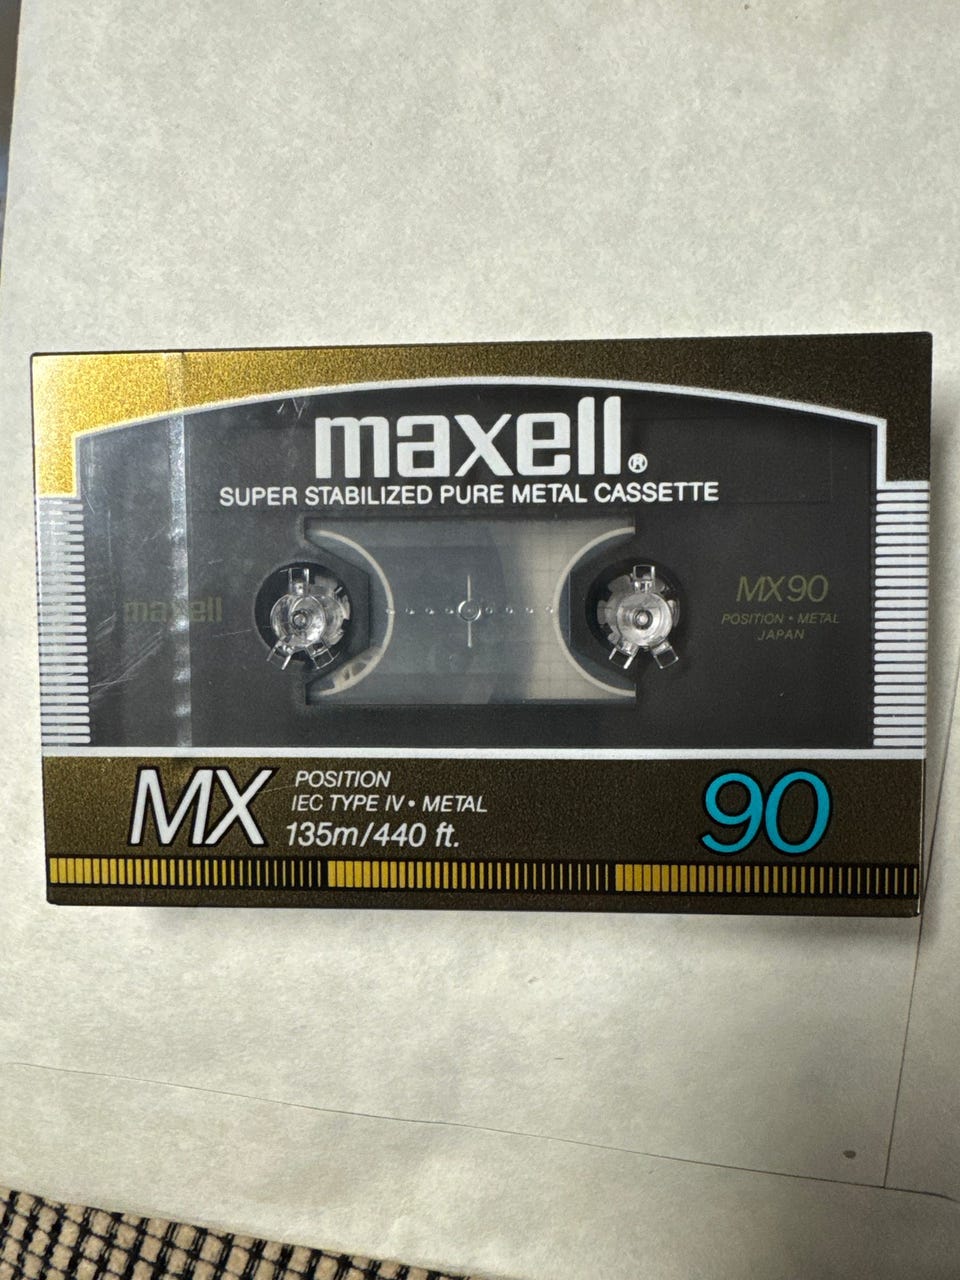 maxell®
SUPER STABILIZED PURE METAL CASSETTE
maxell
MX90
POSITION • METAL
JAPAN
MX
POSITION
IEC TYPE IV • METAL
135m/440 ft.
90